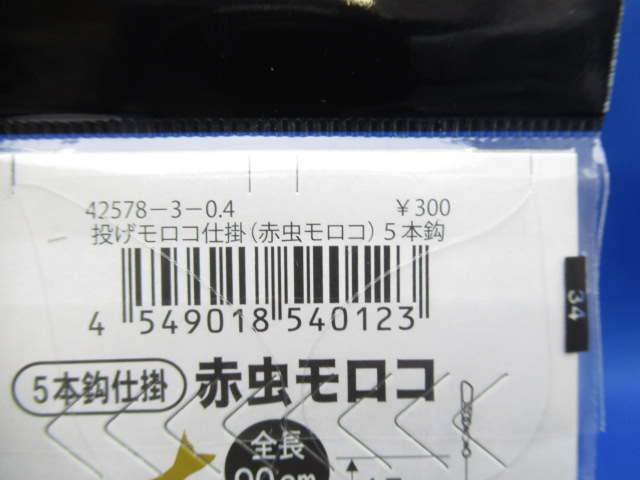 42578-3-0.4 ¥300
投げモロコ仕掛(赤虫モロコ)5本鈎
4 549018 540123
34
5本鈎仕掛 赤虫モロコ
全長
90cm